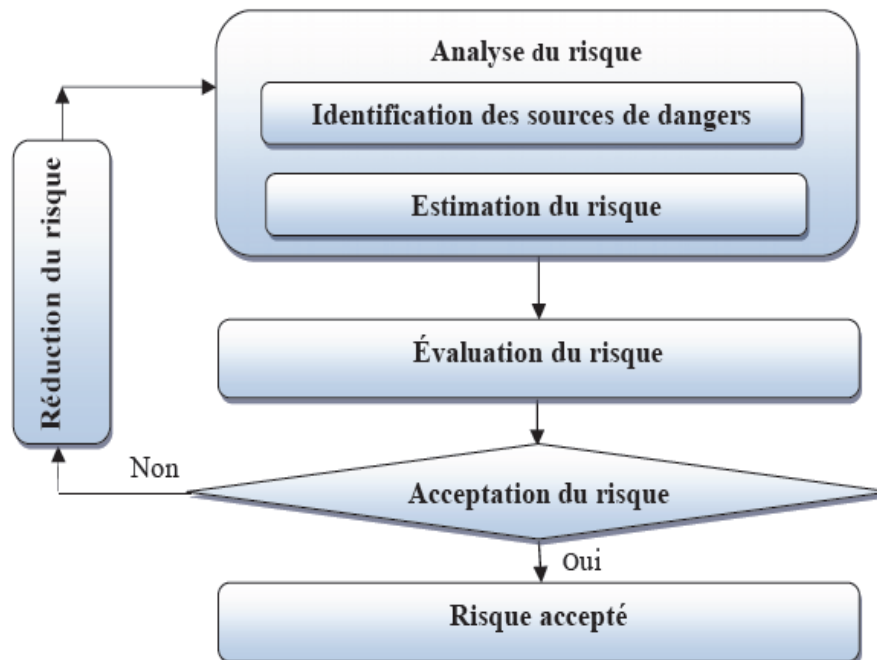 Analyse du risque
Identification des sources de dangers
Estimation du risque
Réduction du risque
Évaluation du risque
Non
Acceptation du risque
Oui
Risque accepté